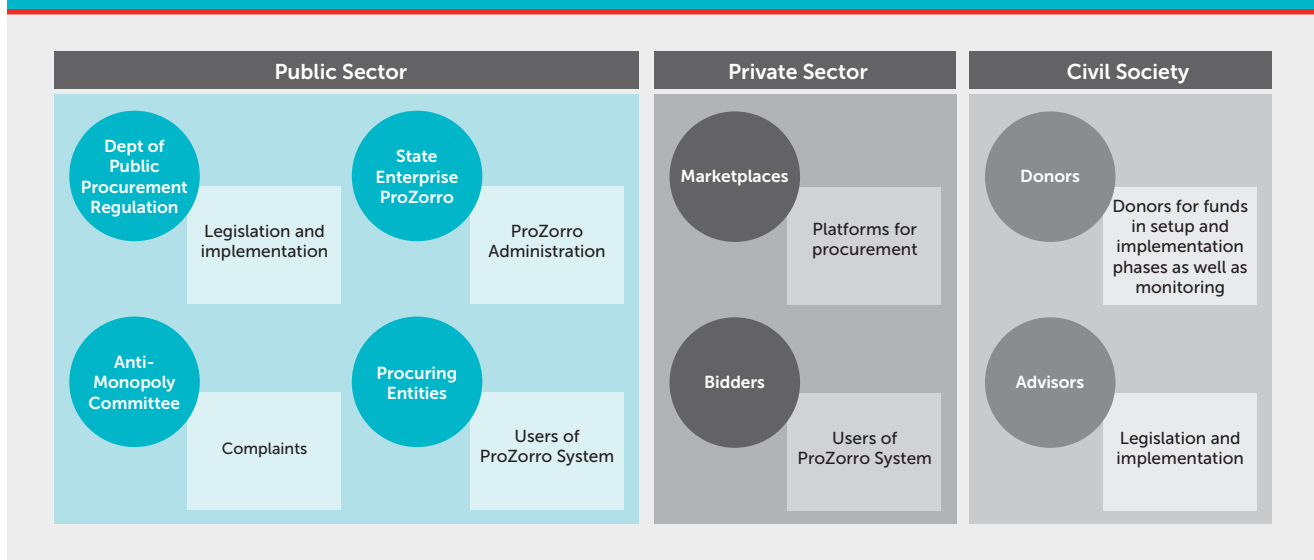 Public Sector
Dept of
Public
Procurement
Regulation
Legislation and
implementation
State
Enterprise
ProZorro
ProZorro
Administration
Anti-
Monopoly
Committee
Complaints
Procuring
Entities
Users of
ProZorro System
Private Sector
Marketplaces
Platforms for
procurement
Bidders
Users of
ProZorro System
Civil Society
Donors
Donors for funds
in setup and
implementation
phases as well as
monitoring
Advisors
Legislation and
implementation